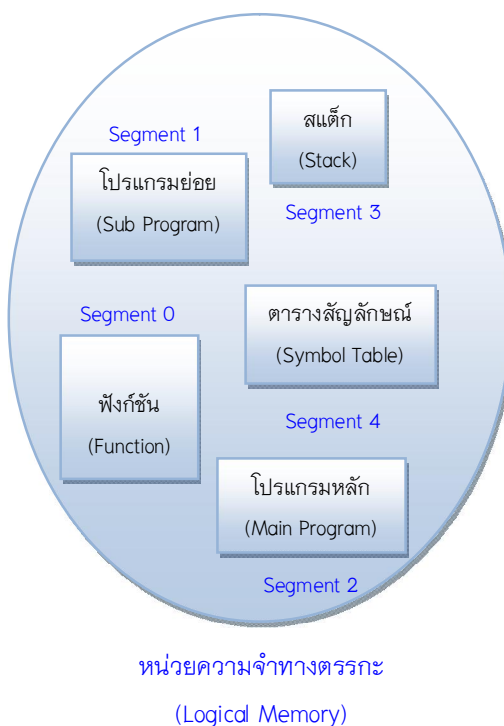 สแต็ก
(Stack)
Segment 1
โปรแกรมย่อย
(Sub Program)
Segment 3
Segment 0
ตารางสัญลักษณ์
(Symbol Table)
ฟังก์ชัน
(Function)
Segment 4
โปรแกรมหลัก
(Main Program)
Segment 2
หน่วยความจำทางตรรกะ
(Logical Memory)